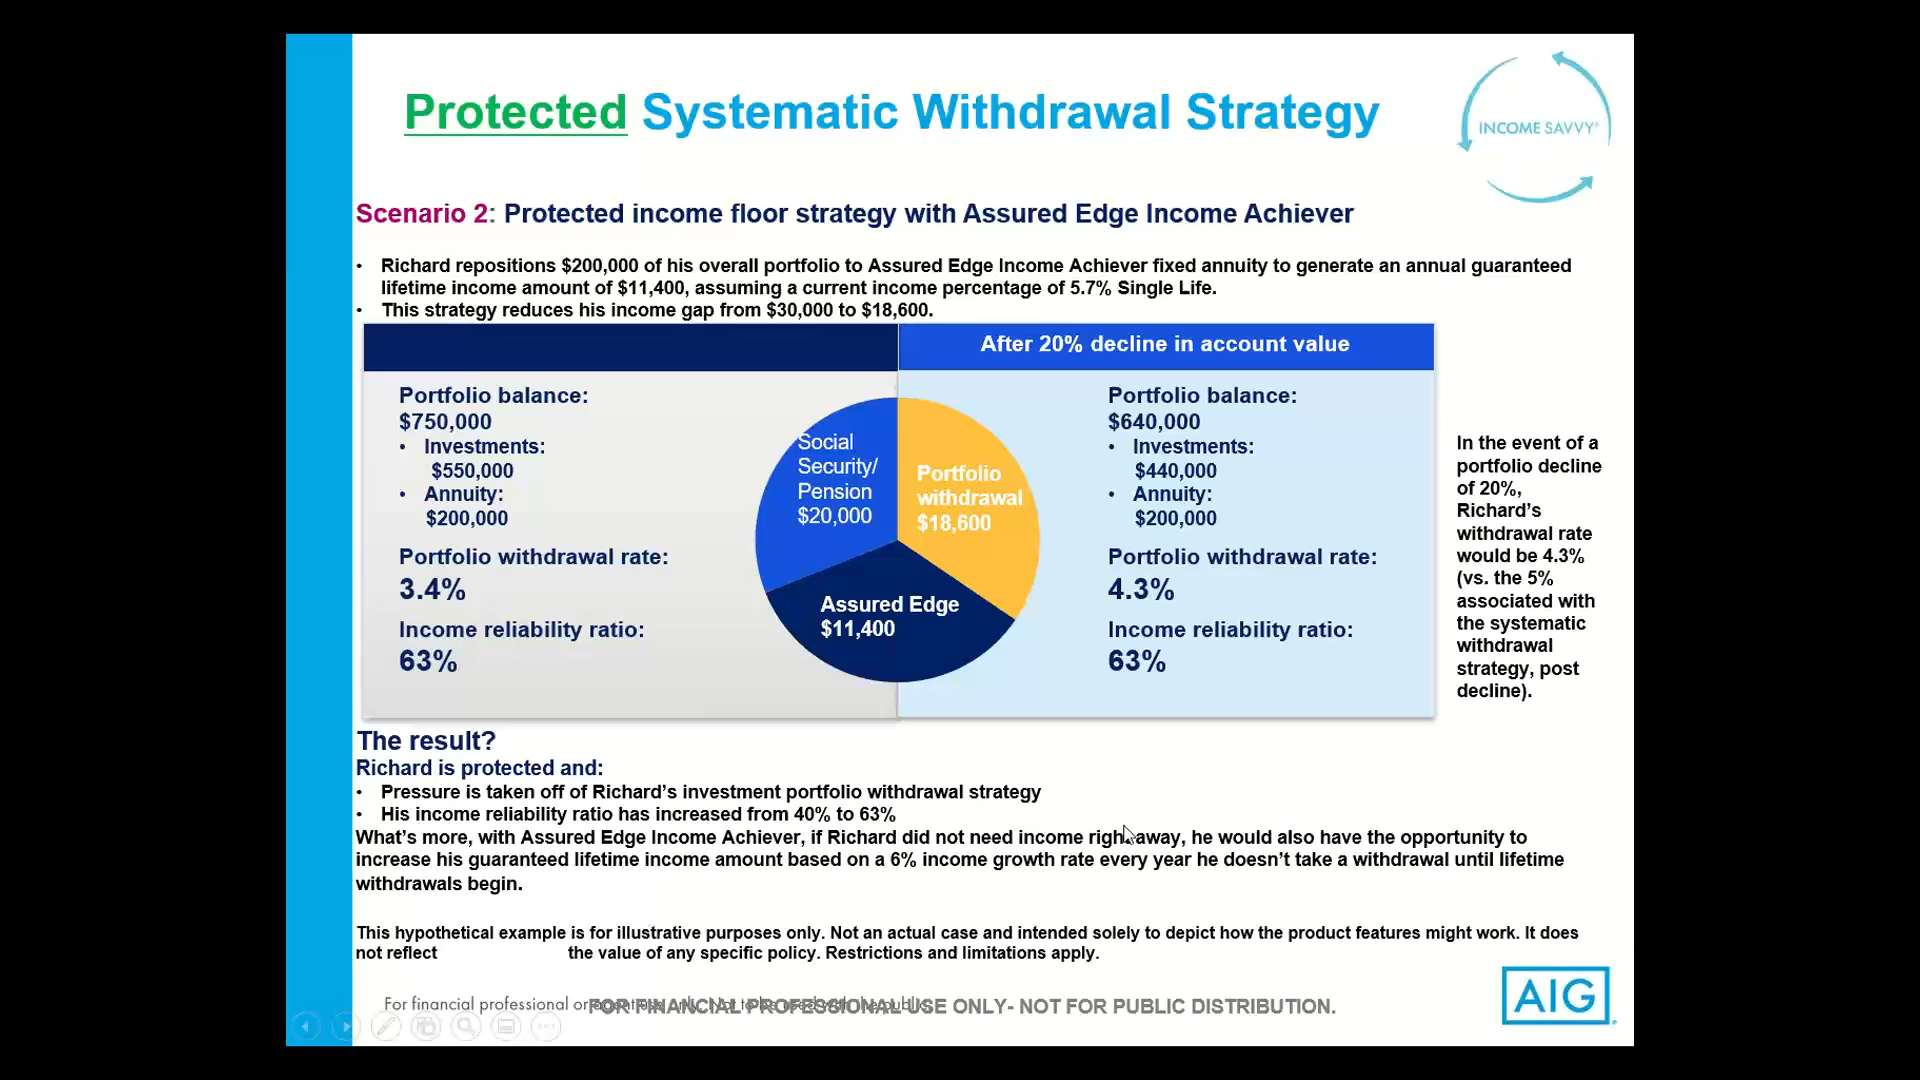 Protected Systematic Withdrawal Strategy
INCOME SAVVY®
Scenario 2: Protected income floor strategy with Assured Edge Income Achiever
• Richard repositions $200,000 of his overall portfolio to Assured Edge Income Achiever fixed annuity to generate an annual guaranteed
lifetime income amount of $11,400, assuming a current income percentage of 5.7% Single Life.
• This strategy reduces his income gap from $30,000 to $18,600.
After 20% decline in account value
Portfolio balance:
$750,000
• Investments:
$550,000
• Annuity:
$200,000
Portfolio withdrawal rate:
3.4%
Income reliability ratio:
63%
Social
Security/
Pension
$20,000
Portfolio
withdrawal
$18,600
Assured Edge
$11,400
Portfolio balance:
$640,000
• Investments:
$440,000
• Annuity:
$200,000
Portfolio withdrawal rate:
4.3%
Income reliability ratio:
63%
In the event of a
portfolio decline
of 20%,
Richard’s
withdrawal rate
would be 4.3%
(vs. the 5%
associated with
the systematic
withdrawal
strategy, post
decline).
The result?
Richard is protected and:
• Pressure is taken off of Richard’s investment portfolio withdrawal strategy
• His income reliability ratio has increased from 40% to 63%
What’s more, with Assured Edge Income Achiever, if Richard did not need income right away, he would also have the opportunity to
increase his guaranteed lifetime income amount based on a 6% income growth rate every year he doesn’t take a withdrawal until lifetime
withdrawals begin.
This hypothetical example is for illustrative purposes only. Not an actual case and intended solely to depict how the product features might work. It does
not reflect the value of any specific policy. Restrictions and limitations apply.
For financial professional or
FOR FINANCIAL PROFESSIONAL USE ONLY- NOT FOR PUBLIC DISTRIBUTION.
AIG